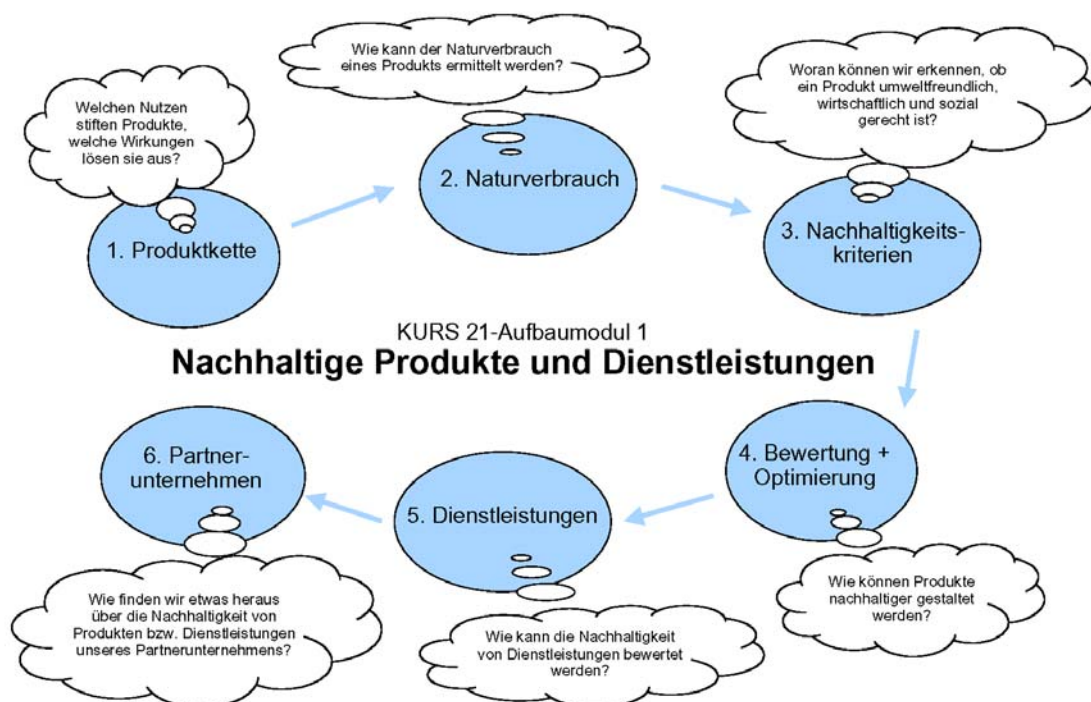 Welchen Nutzen
stiften Produkte,
welche Wirkungen
lösen sie aus?
1. Produktkette
Wie kann der Naturverbrauch
eines Produkts ermittelt werden?
2. Naturverbrauch
Woran können wir erkennen, ob
ein Produkt umweltfreundlich,
wirtschaftlich und sozial
gerecht ist?
3. Nachhaltigkeits-
kriterien
KURS 21-Aufbaumodul 1
Nachhaltige Produkte und Dienstleistungen
4. Bewertung +
Optimierung
Wie können Produkte
nachhaltiger gestaltet
werden?
5. Dienstleistungen
Wie kann die Nachhaltigkeit
von Dienstleistungen bewertet
werden?
6. Partner-
unternehmen
Wie finden wir etwas heraus
über die Nachhaltigkeit von
Produkten bzw. Dienstleistungen
unseres Partnerunternehmens?